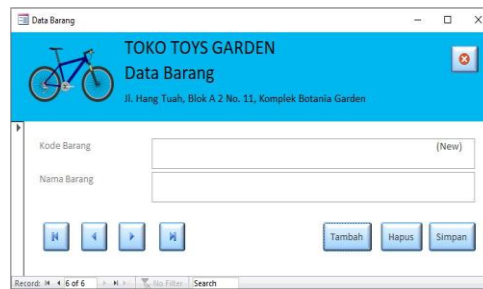 Data Barang
TOKO TOYS GARDEN
Data Barang
Jl. Hang Tuah, Blok A 2 No. 11, Komplek Botania Garden
Kode Barang (New)
Nama Barang
Tambah Hapus Simpan
Record: 6 of 6 No Filter Search